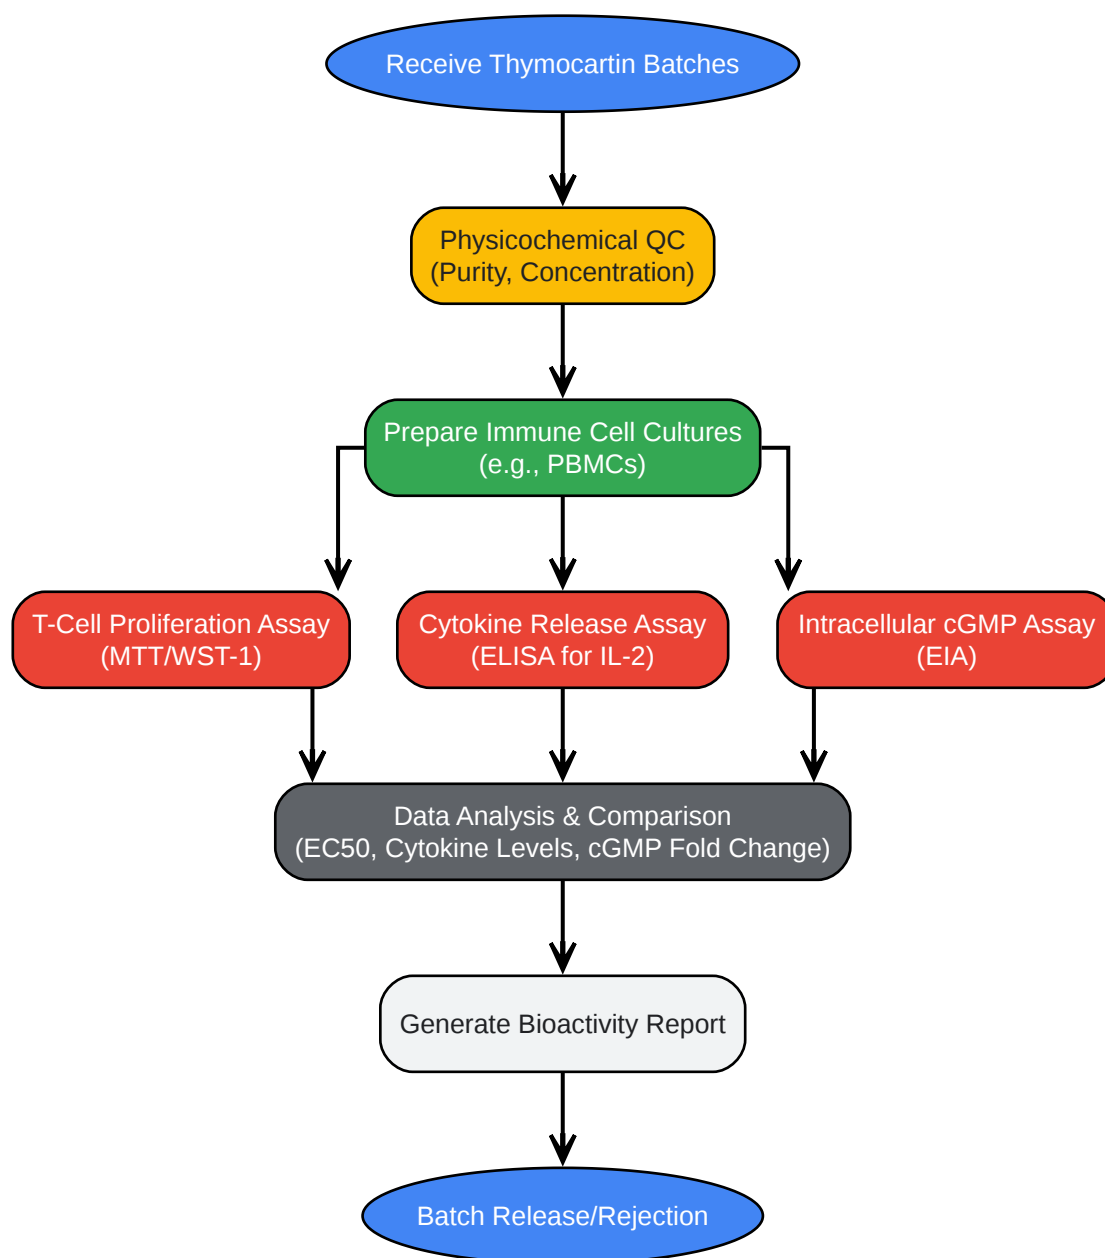 Receive Thymocartin Batches
Physicochemical QC
(Purity, Concentration)
Prepare Immune Cell Cultures
(e.g., PBMCs)
T-Cell Proliferation Assay
(MTT/WST-1)
Cytokine Release Assay
(ELISA for IL-2)
Intracellular cGMP Assay
(EIA)
Data Analysis & Comparison
(EC50, Cytokine Levels, cGMP Fold Change)
Generate Bioactivity Report
Batch Release/Rejection